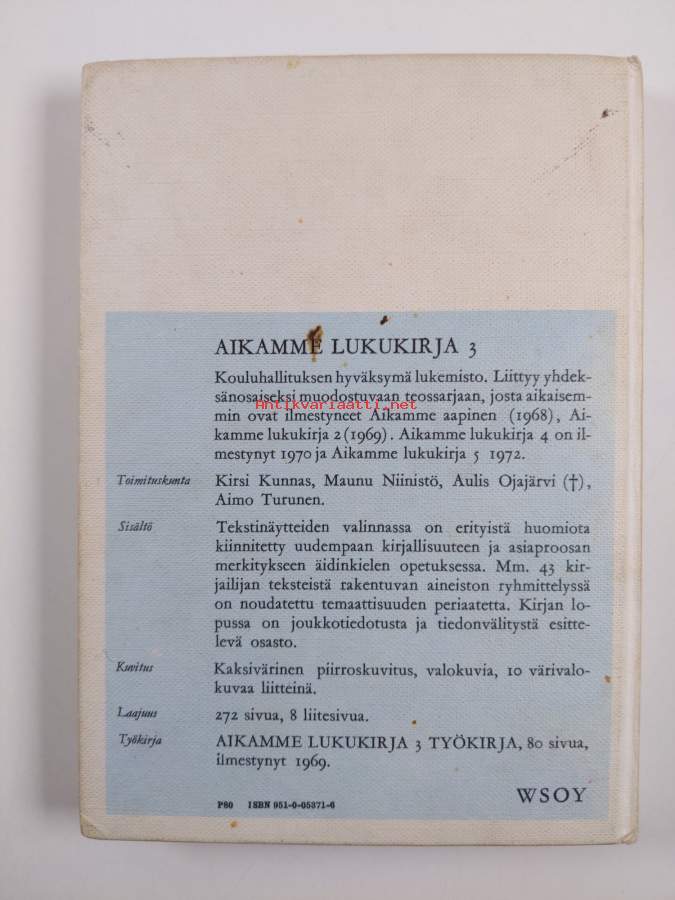 AIKAMME LUKUKIRJA 3
Kouluhallituksen hyväksymä lukemisto. Liittyy yhdek-
sänosaiseksi muodostuvaan teossarjaan, josta aikaisem-
Antikvariaatti.net
min ovat ilmestyneet Aikamme aapinen (1968), Ai-
kamme lukukirja 2 (1969). Aikamme lukukirja 4 on il-
mestynyt 1970 ja Aikamme lukukirja 5 1972.
Toimituskunta Kirsi Kunnas, Maunu Niinistö, Aulis Ojajärvi (†),
Aimo Turunen.
Sisältö Tekstinäytteiden valinnassa on erityistä huomiota
kiinnitetty uudempaan kirjallisuuteen ja asiaproosan
merkitykseen äidinkielen opetuksessa. Mm. 43 kir-
jailijan teksteistä rakentuvan aineiston ryhmittelyssä
on noudatettu temaattisuuden periaatetta. Kirjan lo-
pussa on joukkotiedotusta ja tiedonvälitystä esitte-
levä osasto.
Kuvitus Kaksivärinen piirroskuvitus, valokuvia, 10 värivalo-
kuvaa liitteinä.
Laajuus 272 sivua, 8 liitesivua.
Työkirja AIKAMME LUKUKIRJA 3 TYÖKIRJA, 80 sivua,
ilmestynyt 1969.
P80 ISBN 951-0-05371-6
WSOY